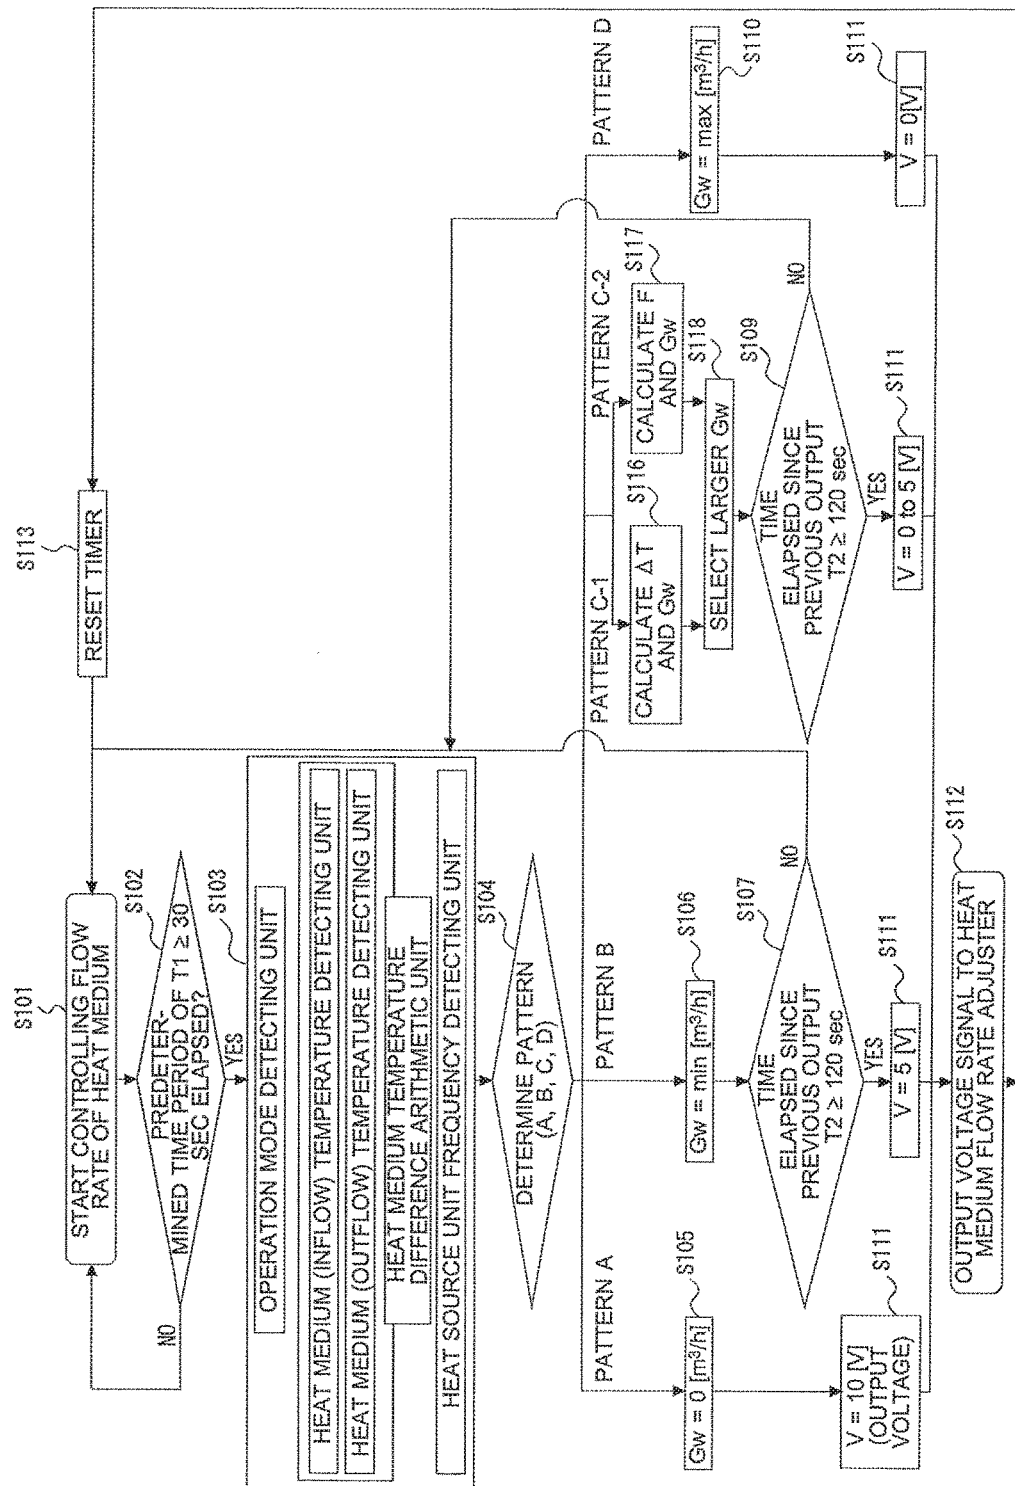 S101
START CONTROLLING FLOW
RATE OF HEAT MEDIUM
S113
RESET TIMER
S102
PREDETER-
MINED TIME PERIOD OF T1 ≥ 30
SEC ELAPSED?
NO
YES
S103
OPERATION MODE DETECTING UNIT
HEAT MEDIUM (INFLOW) TEMPERATURE DETECTING UNIT
HEAT MEDIUM (OUTFLOW) TEMPERATURE DETECTING UNIT
HEAT MEDIUM TEMPERATURE
DIFFERENCE ARITHMETIC UNIT
HEAT SOURCE UNIT FREQUENCY DETECTING UNIT
S104
DETERMINE PATTERN
(A, B, C, D)
PATTERN A
PATTERN B
PATTERN C-1
PATTERN C-2
PATTERN D
S105
Gw = 0 [m³/h]
S106
Gw = min [m³/h]
S116
CALCULATE ΔT
AND Gw
S117
CALCULATE F
AND Gw
S118
SELECT LARGER Gw
Gw = max [m³/h]
S110
S107
TIME
ELAPSED SINCE
PREVIOUS OUTPUT
T2 ≥ 120 sec
NO
YES
S109
TIME
ELAPSED SINCE
PREVIOUS OUTPUT
T2 ≥ 120 sec
NO
YES
S111
V = 10 [V]
(OUTPUT
VOLTAGE)
S111
V = 5 [V]
S111
V = 0 to 5 [V]
S111
V = 0[V]
S112
OUTPUT VOLTAGE SIGNAL TO HEAT
MEDIUM FLOW RATE ADJUSTER